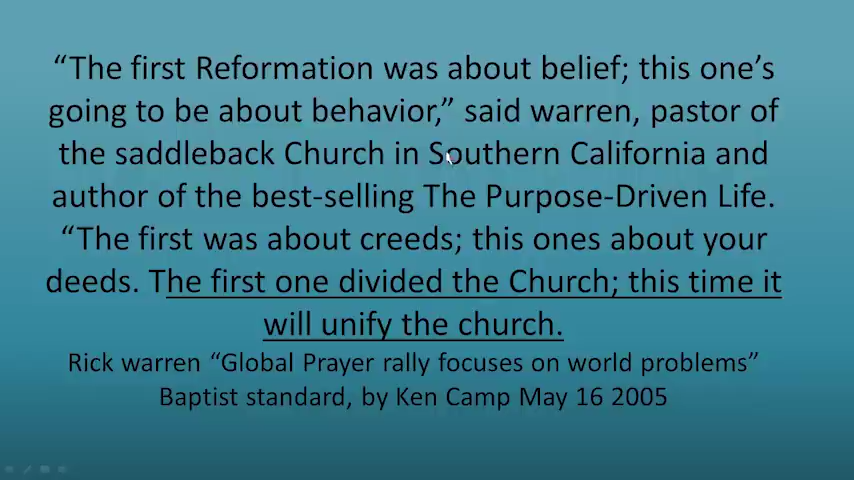 “The first Reformation was about belief; this one’s
going to be about behavior,” said warren, pastor of
the saddleback Church in Southern California and
author of the best-selling The Purpose-Driven Life.
“The first was about creeds; this ones about your
deeds. The first one divided the Church; this time it
will unify the church.
Rick warren “Global Prayer rally focuses on world problems”
Baptist standard, by Ken Camp May 16 2005